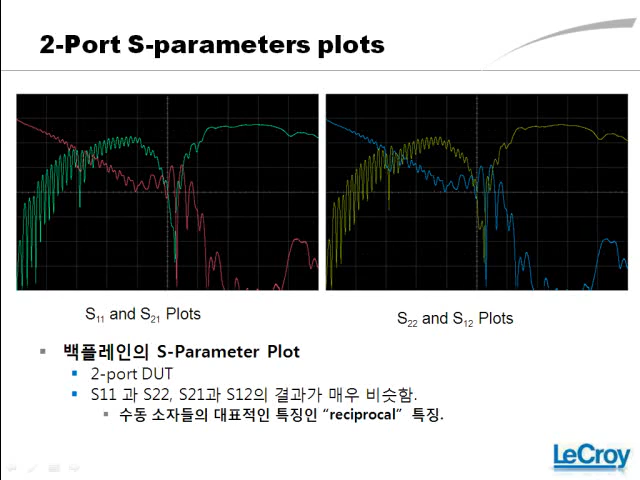 2-Port S-parameters plots
S11 and S21 Plots
S22 and S12 Plots
백플레인의 S-Parameter Plot
2-port DUT
S11 과 S22, S21과 S12의 결과가 매우 비슷함.
수동 소자들의 대표적인 특징인 “reciprocal” 특징.
LeCroy